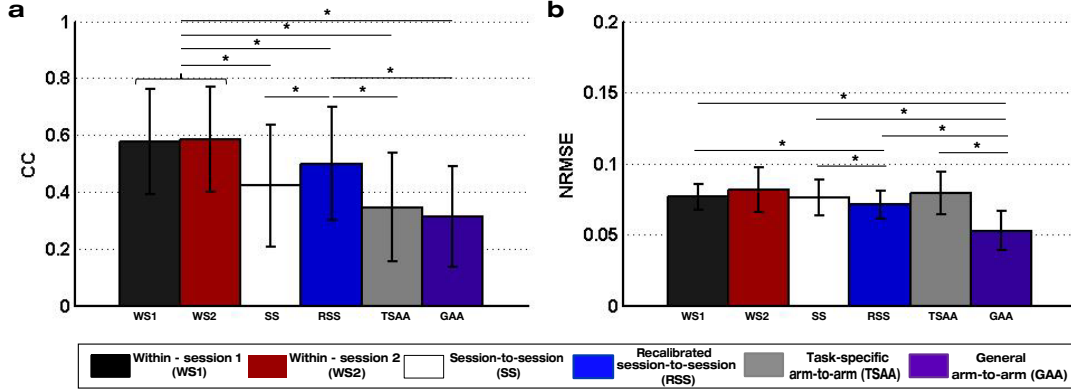 a
1
0.8
0.6
0.4
0.2
0
CC
* * * * * * * 
WS1 WS2 SS RSS TSAA GAA
b
0.2
0.15
0.1
0.05
0
NRMSE
* * * * * *
WS1 WS2 SS RSS TSAA GAA
Within - session 1
(WS1)
Within - session 2
(WS2)
Session-to-session
(SS)
Recalibrated
session-to-session
(RSS)
Task-specific
arm-to-arm (TSAA)
General
arm-to-arm (GAA)